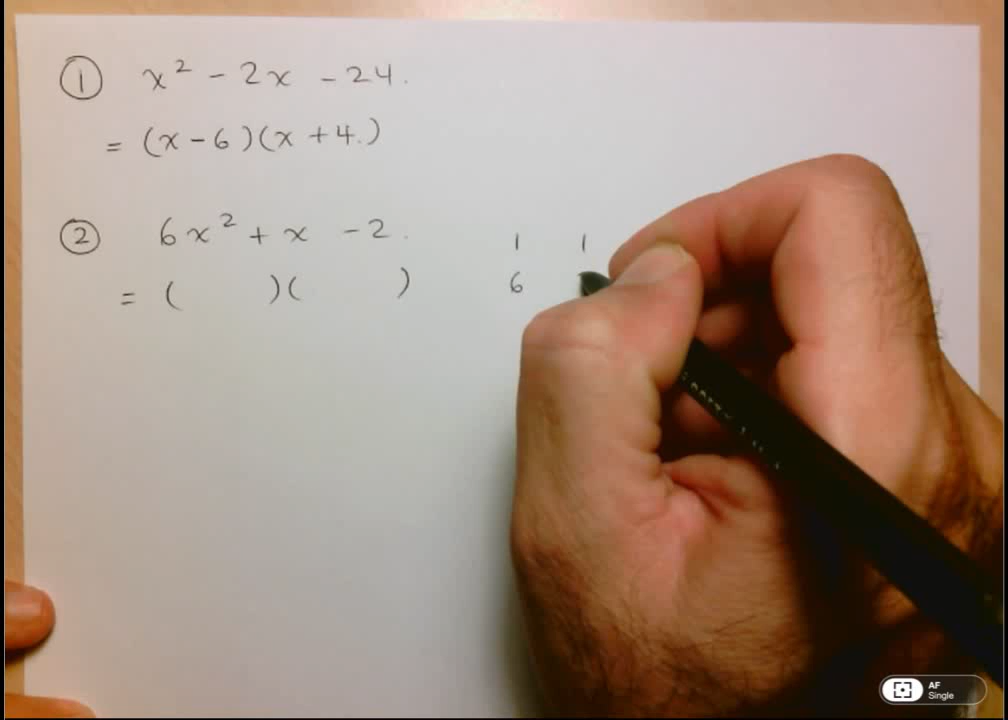 ① x² - 2x - 24.
= (x - 6)(x + 4.)
② 6x² + x - 2.
= (      )(      )
1 1
6
AF
Single